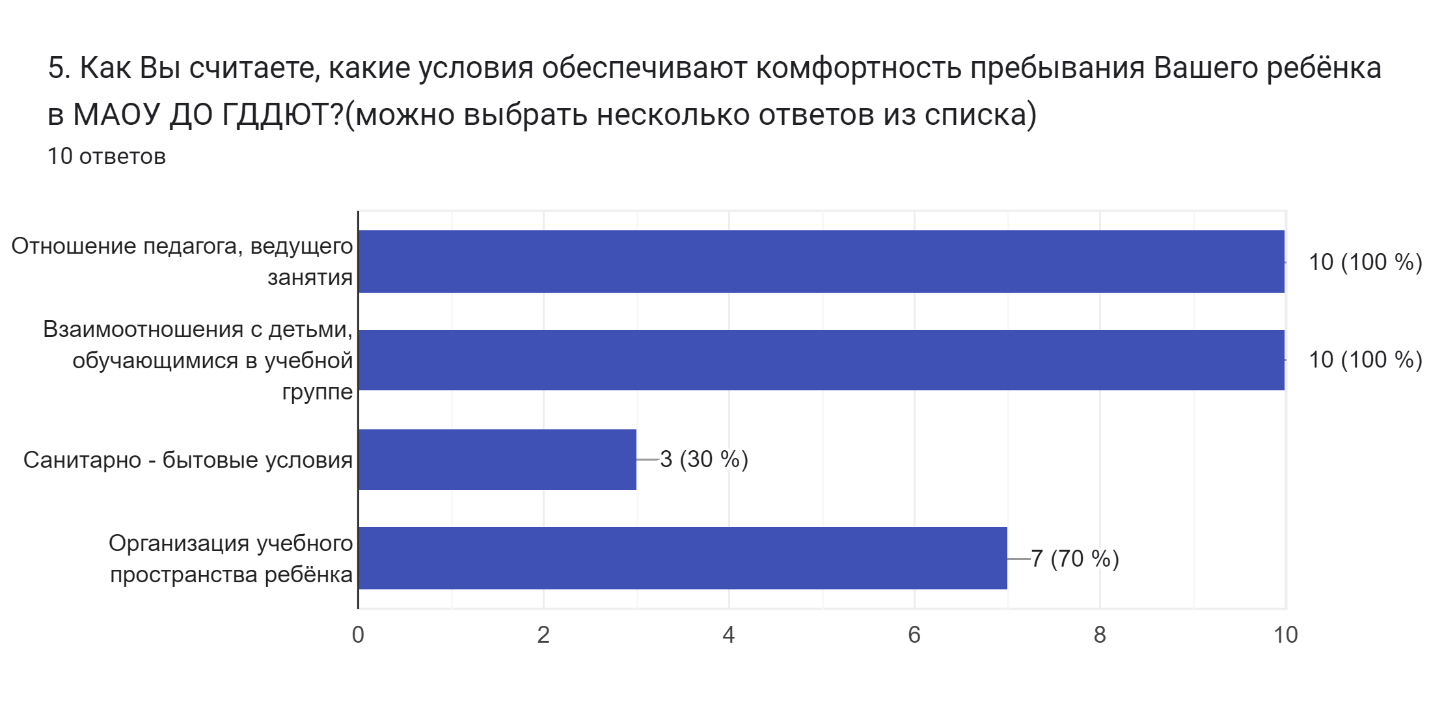 5. Как Вы считаете, какие условия обеспечивают комфортность пребывания Вашего ребёнка
в МАОУ ДО ГДДЮТ?(можно выбрать несколько ответов из списка)
10 ответов
Отношение педагога, ведущего
занятия
10 (100 %)
Взаимоотношения с детьми,
обучающимися в учебной
группе
10 (100 %)
Санитарно - бытовые условия
3 (30 %)
Организация учебного
пространства ребёнка
7 (70 %)
0 2 4 6 8 10